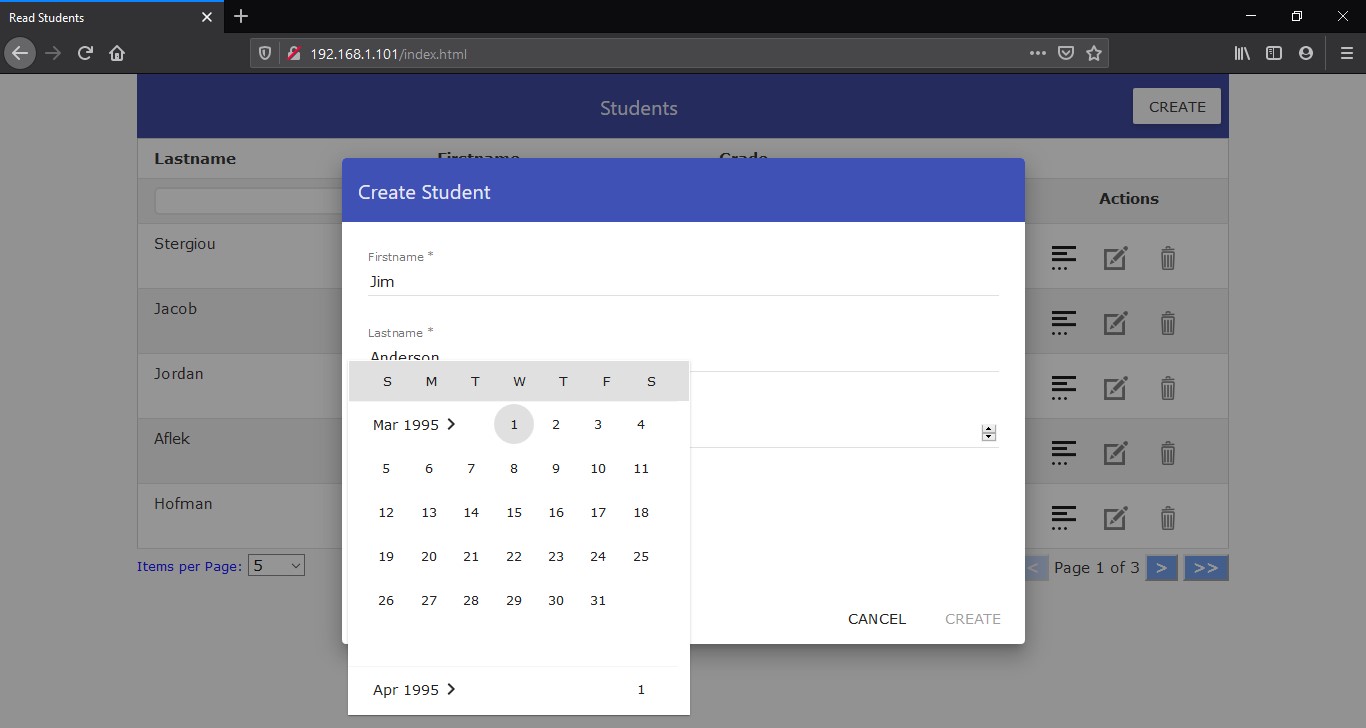 Read Students
192.168.1.101/index.html
Students
CREATE
Lastname Firstname Grade
Actions
Create Student
Firstname *
Jim
Lastname *
Anderson
Stergiou
Jacob
Jordan
Aflek
Hofman
S M T W T F S
Mar 1995 1 2 3 4
5 6 7 8 9 10 11
12 13 14 15 16 17 18
19 20 21 22 23 24 25
26 27 28 29 30 31
Apr 1995 1
CANCEL CREATE
Items per Page: 5
< Page 1 of 3 > >>